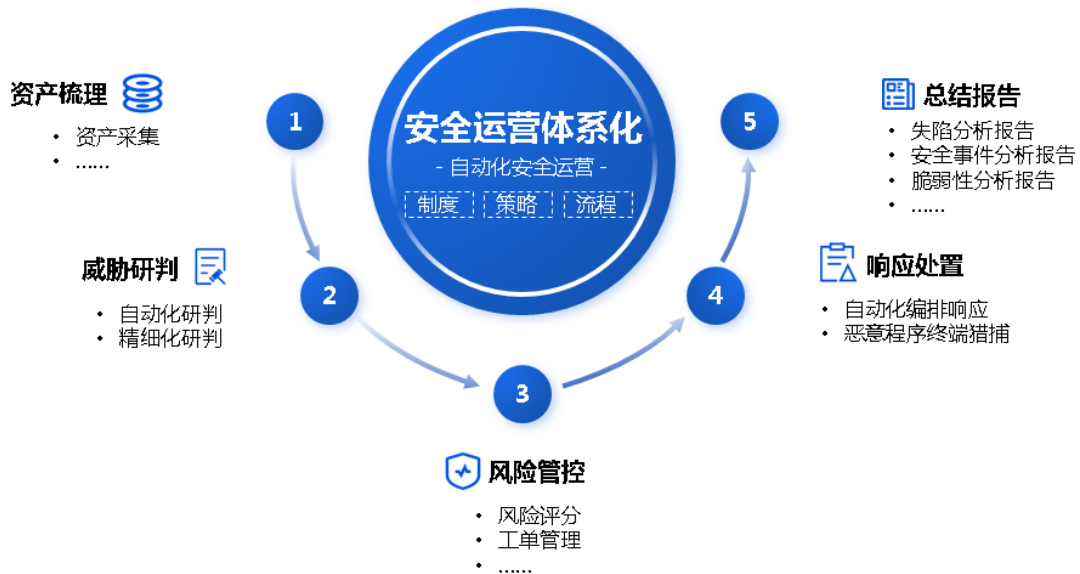 安全运营体系化
- 自动化安全运营 -
制度 策略 流程
1
资产梳理
• 资产采集
• ......
2
威胁研判
• 自动化研判
• 精细化研判
3
风险管控
• 风险评分
• 工单管理
• ......
4
响应处置
• 自动化编排响应
• 恶意程序终端猎捕
5
总结报告
• 失陷分析报告
• 安全事件分析报告
• 脆弱性分析报告
• ......